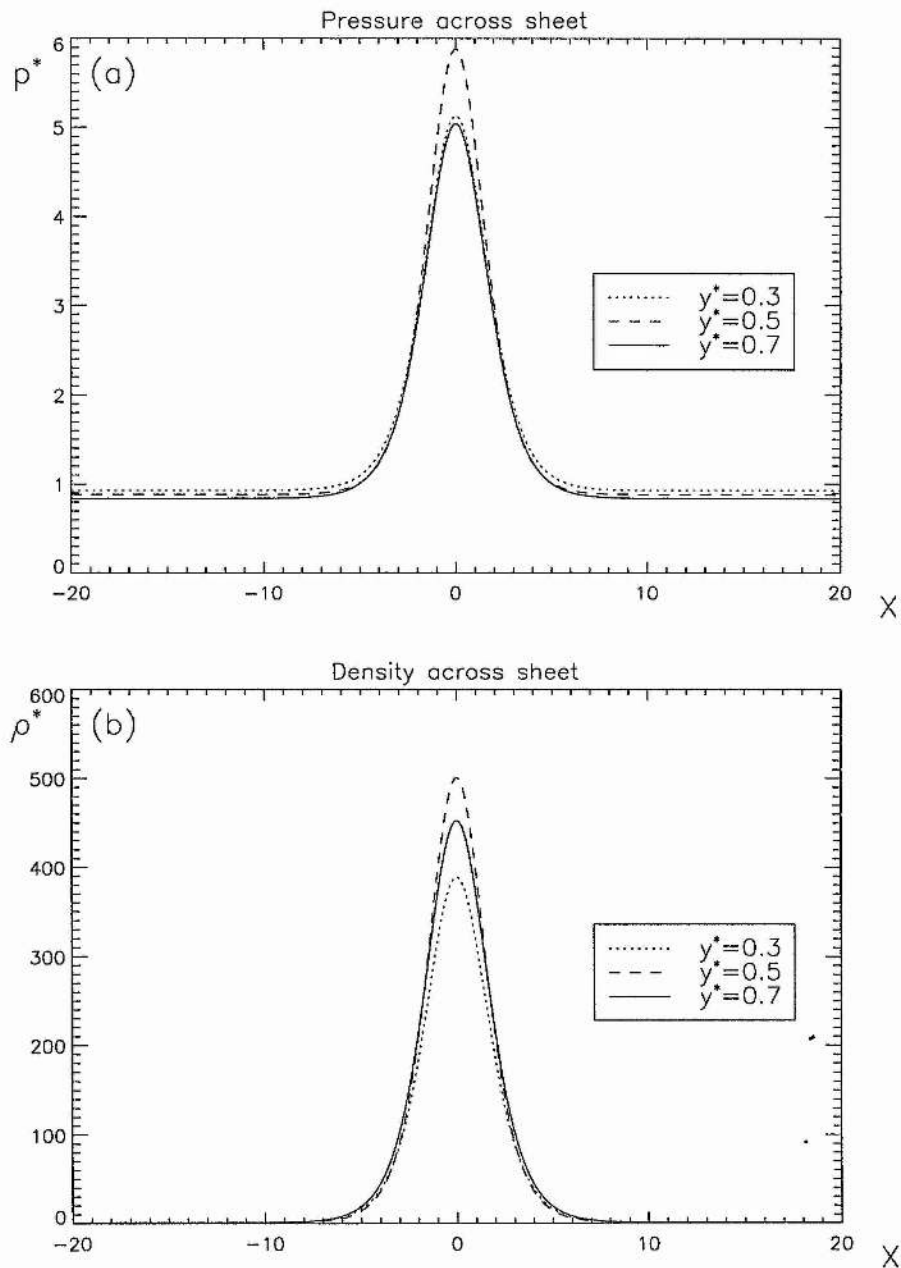 Pressure across sheet
p* (a)
6
5
4
3
2
1
0
y*=0.3
y*=0.5
y*=0.7
-20 -10 0 10 20
X
Density across sheet
ρ* (b)
600
500
400
300
200
100
0
y*=0.3
y*=0.5
y*=0.7
-20 -10 0 10 20
X